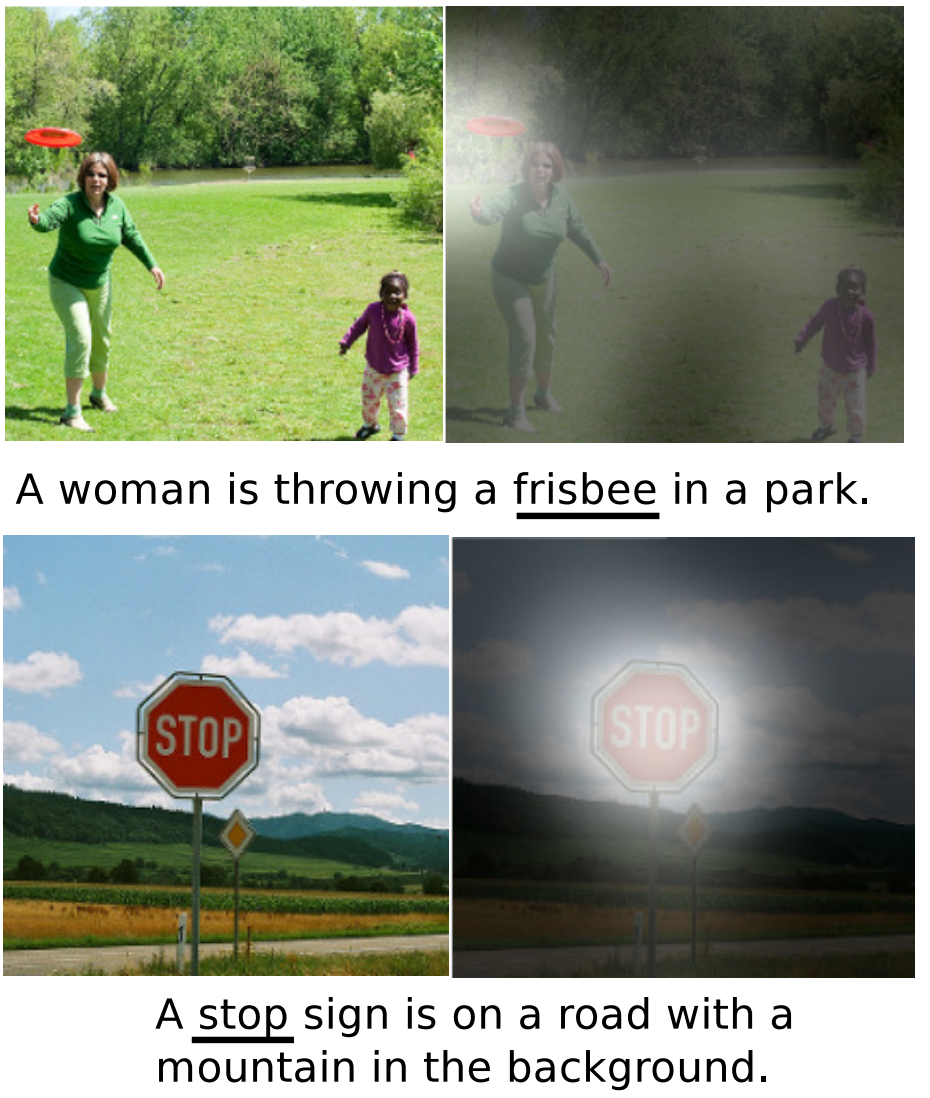 A woman is throwing a frisbee in a park.
STOP
STOP
A stop sign is on a road with a
mountain in the background.